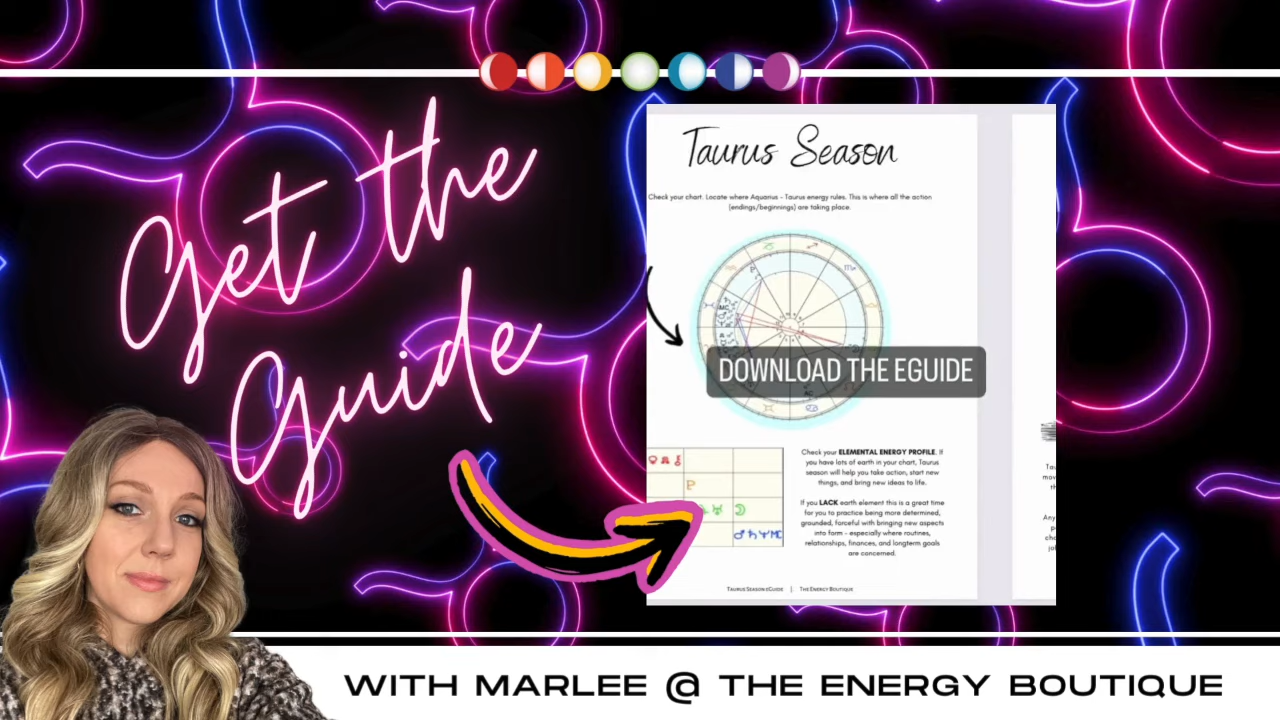 Get the
Guide
Taurus Season
Check your chart. Locate where Aquarius - Taurus energy rules. This is where all the action
(endings/beginnings) are taking place.
DOWNLOAD THE EGUIDE
Check your ELEMENTAL ENERGY PROFILE. If
you have lots of earth in your chart, Taurus
season will help you take action, start new
things, and bring new ideas to life.
If you LACK earth element this is a great time
for you to practice being more determined,
grounded, forceful with bringing new aspects
into form - especially where routines,
relationships, finances, and longterm goals
are concerned.
TAURUS SEASON EGUIDE | THE ENERGY BOUTIQUE
WITH MARLEE @ THE ENERGY BOUTIQUE